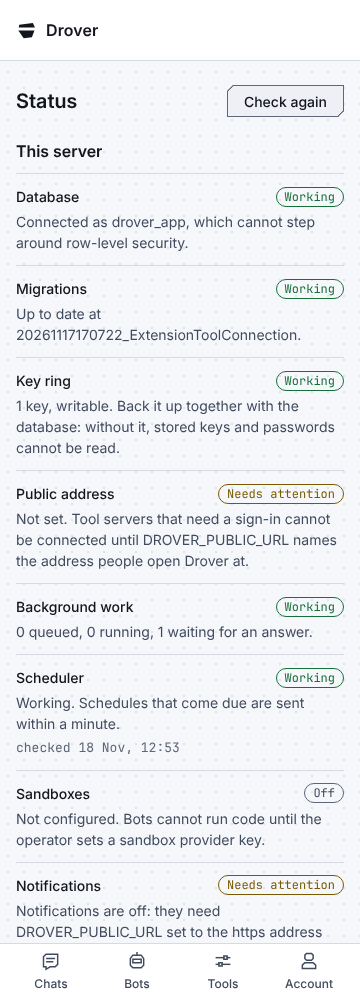 Drover
Status
Check again
This server
Database
Working
Connected as drover_app, which cannot step
around row-level security.
Migrations
Working
Up to date at
20261117170722_ExtensionToolConnection.
Key ring
Working
1 key, writable. Back it up together with the
database: without it, stored keys and passwords
cannot be read.
Public address
Needs attention
Not set. Tool servers that need a sign-in cannot
be connected until DROVER_PUBLIC_URL names
the address people open Drover at.
Background work
Working
0 queued, 0 running, 1 waiting for an answer.
Scheduler
Working
Working. Schedules that come due are sent
within a minute.
checked 18 Nov, 12:53
Sandboxes
Off
Not configured. Bots cannot run code until the
operator sets a sandbox provider key.
Notifications
Needs attention
Notifications are off: they need
DROVER_PUBLIC_URL set to the https address
Chats
Bots
Tools
Account